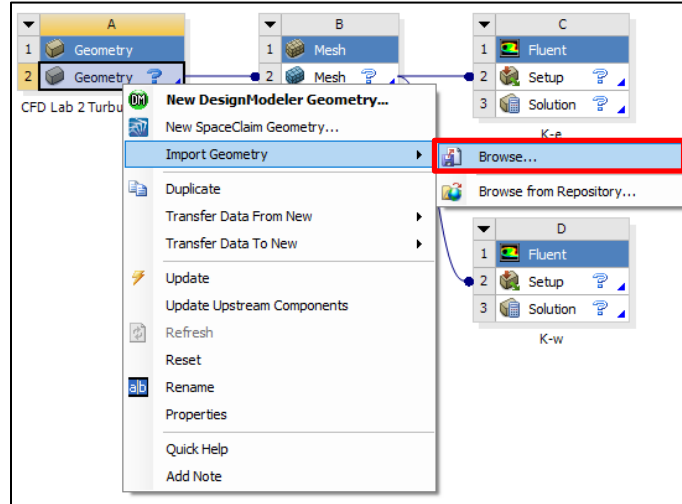 A
1 Geometry
2 Geometry ?
CFD Lab 2 Turbu
B
1 Mesh
2 Mesh ?
C
1 Fluent
2 Setup ?
3 Solution ?
K-e
DM New DesignModeler Geometry...
New SpaceClaim Geometry...
Import Geometry
Browse...
Browse from Repository...
Duplicate
Transfer Data From New
Transfer Data To New
Update
Update Upstream Components
Refresh
Reset
a|b Rename
Properties
Quick Help
Add Note
D
1 Fluent
2 Setup ?
3 Solution ?
K-w